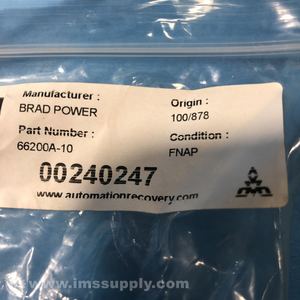 Manufacturer :
BRAD POWER
Origin :
100/878
Part Number :
66200A-10
Condition :
FNAP
00240247
www.automationrecovery.com
www.imssupply.com